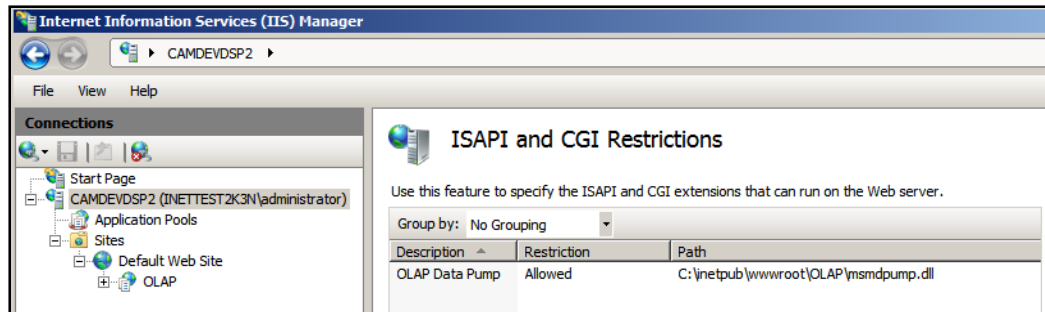 Internet Information Services (IIS) Manager
CAMDEVDSP2
File View Help
Connections
Start Page
CAMDEVDSP2 (INETTEST2K3N\administrator)
Application Pools
Sites
Default Web Site
OLAP
ISAPI and CGI Restrictions
Use this feature to specify the ISAPI and CGI extensions that can run on the Web server.
Group by: No Grouping
Description Restriction Path
OLAP Data Pump Allowed C:\inetpub\wwwroot\OLAP\msmdpump.dll